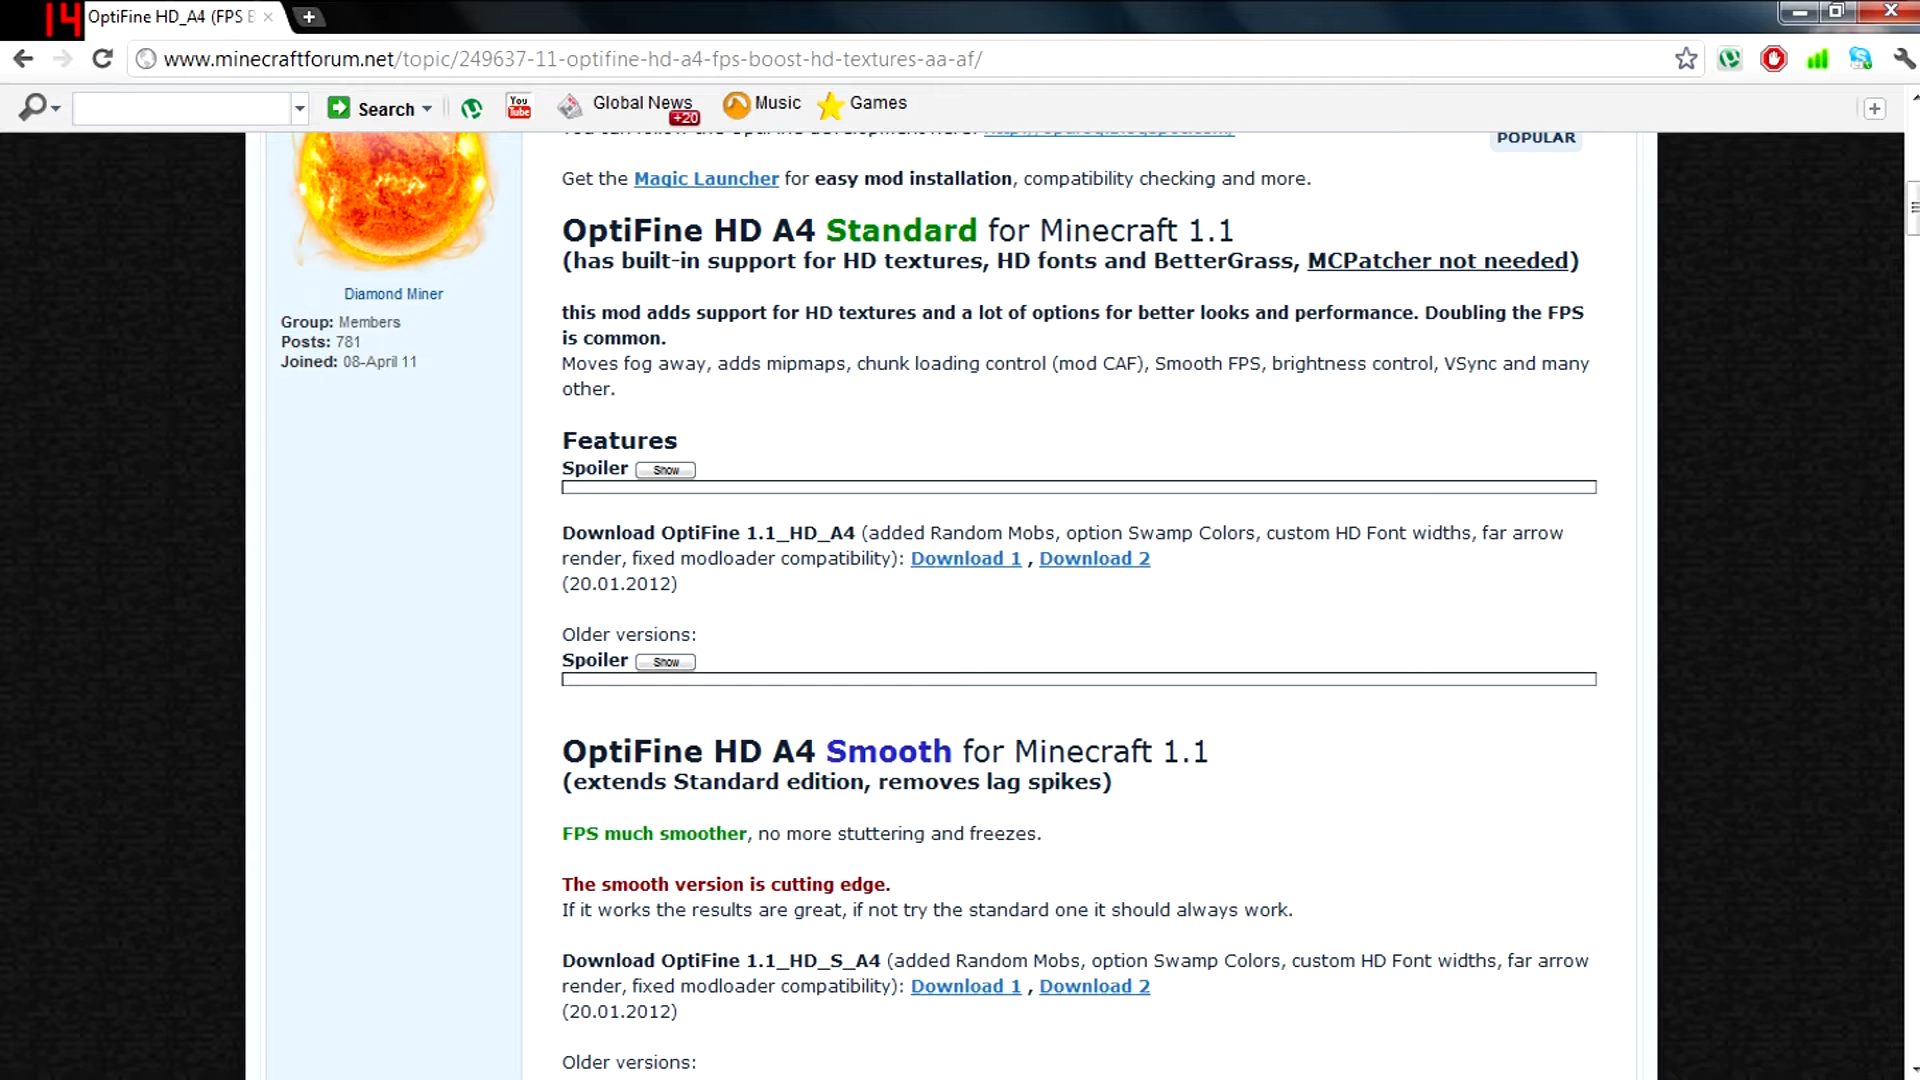 14
OptiFine HD_A4 (FPS B
www.minecraftforum.net/topic/249637-11-optifine-hd-a4-fps-boost-hd-textures-aa-af/
Search
You Tube
Global News
+20
Music
Games
POPULAR
Get the Magic Launcher for easy mod installation, compatibility checking and more.
OptiFine HD A4 Standard for Minecraft 1.1
(has built-in support for HD textures, HD fonts and BetterGrass, MCPatcher not needed)
Diamond Miner
Group: Members
Posts: 781
Joined: 08-April 11
this mod adds support for HD textures and a lot of options for better looks and performance. Doubling the FPS
is common.
Moves fog away, adds mipmaps, chunk loading control (mod CAF), Smooth FPS, brightness control, VSync and many
other.
Features
Spoiler Show
Download OptiFine 1.1_HD_A4 (added Random Mobs, option Swamp Colors, custom HD Font widths, far arrow
render, fixed modloader compatibility): Download 1 , Download 2
(20.01.2012)
Older versions:
Spoiler Show
OptiFine HD A4 Smooth for Minecraft 1.1
(extends Standard edition, removes lag spikes)
FPS much smoother, no more stuttering and freezes.
The smooth version is cutting edge.
If it works the results are great, if not try the standard one it should always work.
Download OptiFine 1.1_HD_S_A4 (added Random Mobs, option Swamp Colors, custom HD Font widths, far arrow
render, fixed modloader compatibility): Download 1 , Download 2
(20.01.2012)
Older versions: